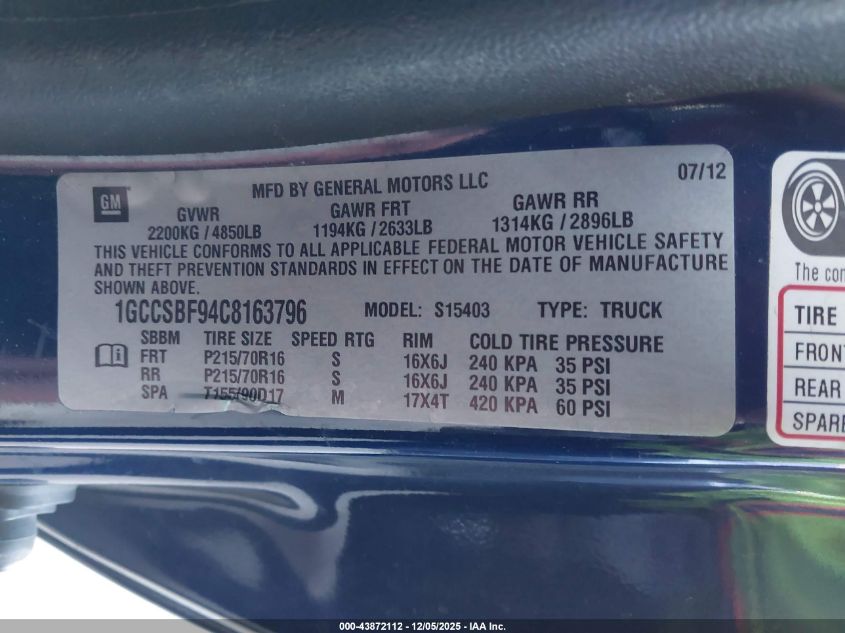 07/12
GM
MFD BY GENERAL MOTORS LLC
GVWR GAWR FRT GAWR RR
2200KG / 4850LB 1194KG / 2633LB 1314KG / 2896LB
THIS VEHICLE CONFORMS TO ALL APPLICABLE FEDERAL MOTOR VEHICLE SAFETY
AND THEFT PREVENTION STANDARDS IN EFFECT ON THE DATE OF MANUFACTURE
SHOWN ABOVE.
1GCCSBF94C8163796 MODEL: S15403 TYPE: TRUCK
SBBM TIRE SIZE SPEED RTG RIM COLD TIRE PRESSURE
FRT P215/70R16 S 16X6J 240 KPA 35 PSI
RR P215/70R16 S 16X6J 240 KPA 35 PSI
SPA T155/90D17 M 17X4T 420 KPA 60 PSI
The com
TIRE
FRONT
REAR
SPARE
000-43872112 - 12/05/2025 - IAA Inc.